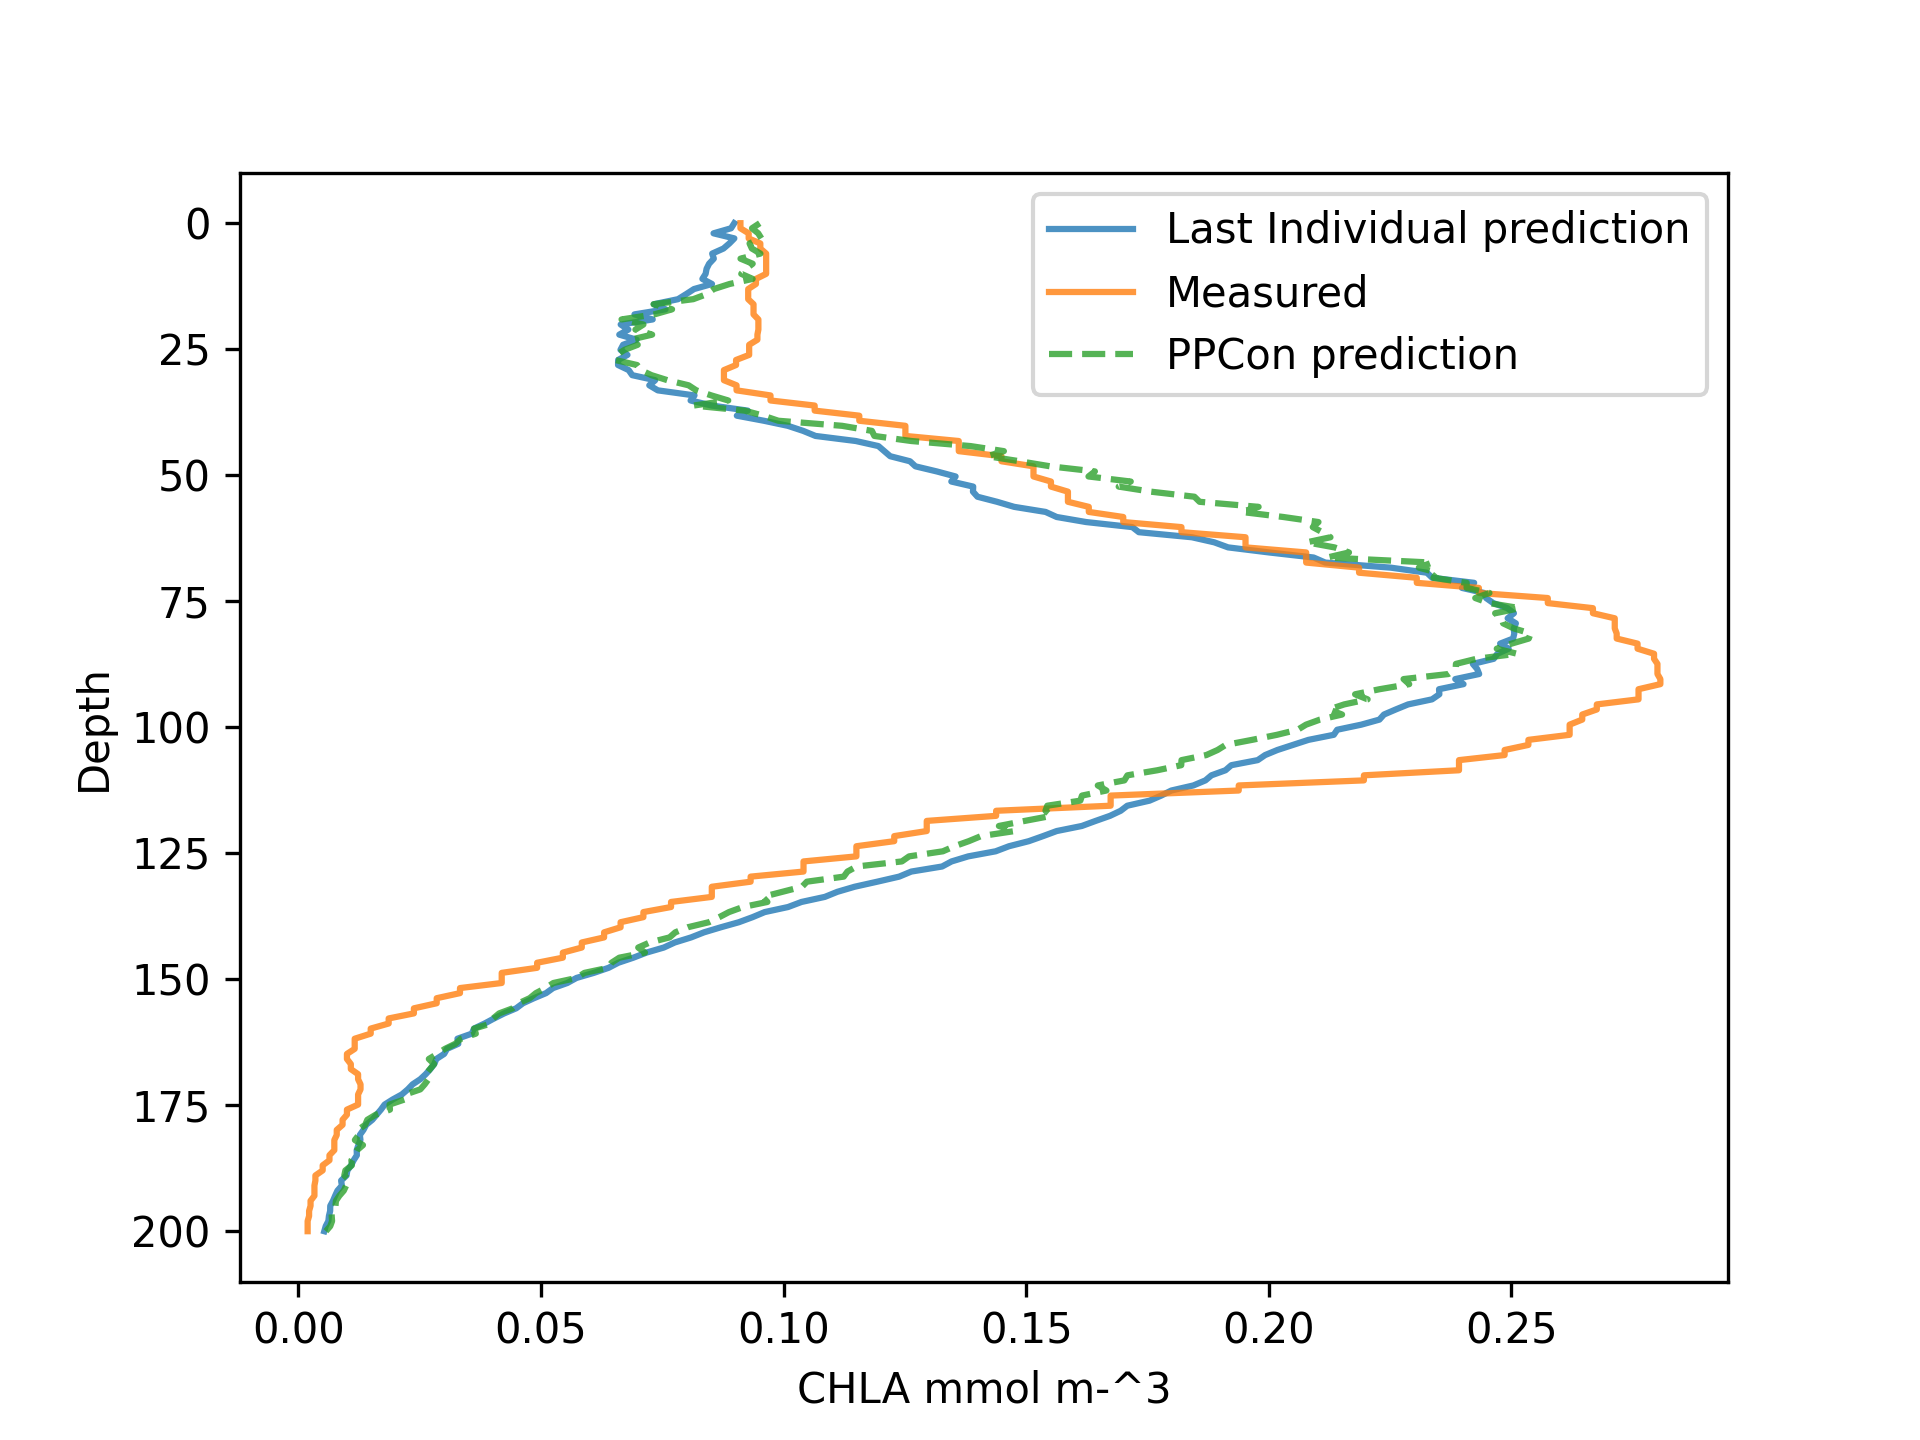 Last Individual prediction
Measured
PPCon prediction
0
25
50
75
100
125
150
175
200
Depth
0.00 0.05 0.10 0.15 0.20 0.25
CHLA mmol m-^3